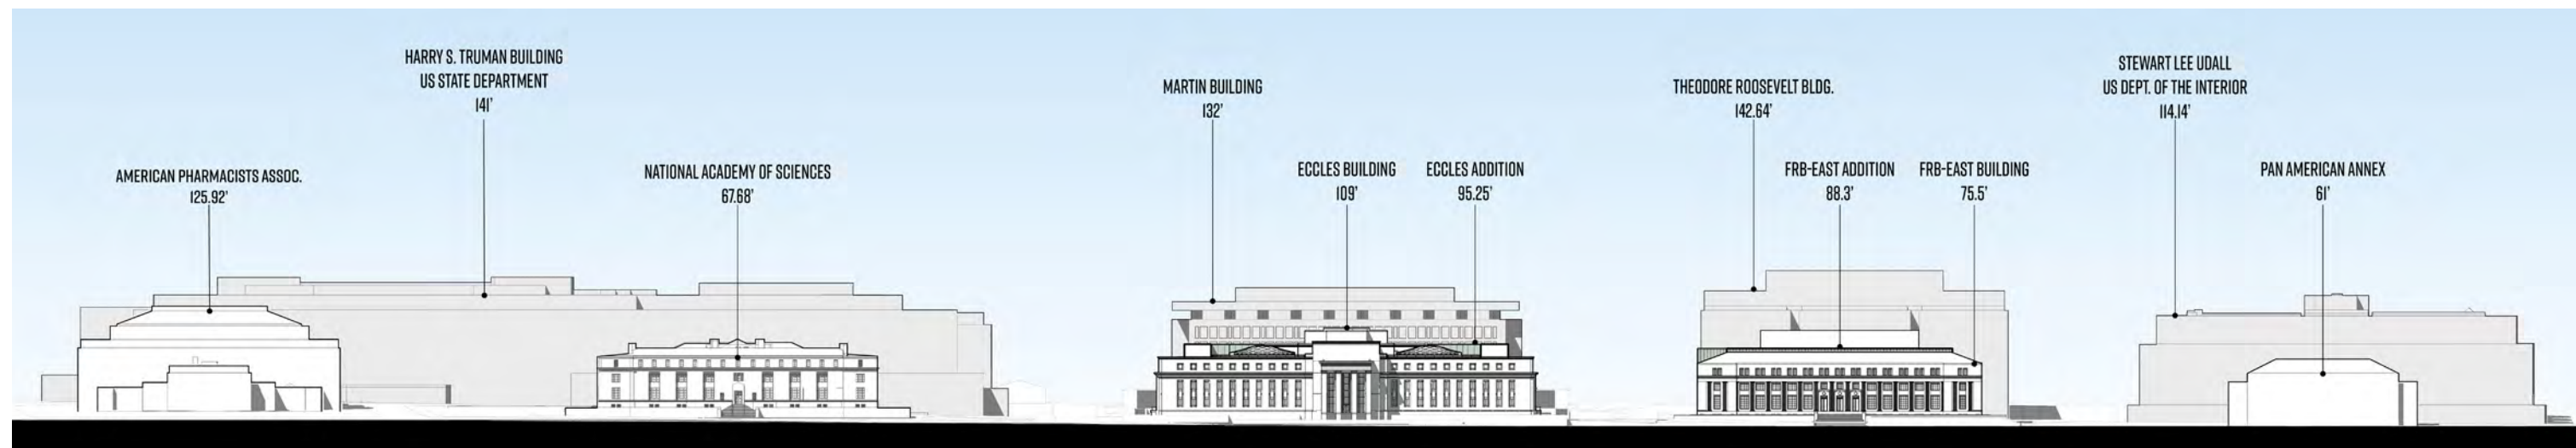 AMERICAN PHARMACISTS ASSOC.
125.92'
HARRY S. TRUMAN BUILDING
US STATE DEPARTMENT
141'
NATIONAL ACADEMY OF SCIENCES
67.68'
MARTIN BUILDING
132'
ECCLES BUILDING
109'
ECCLES ADDITION
95.25'
THEODORE ROOSEVELT BLDG.
142.64'
FRB-EAST ADDITION
88.3'
FRB-EAST BUILDING
75.5'
STEWART LEE UDALL
US DEPT. OF THE INTERIOR
114.14'
PAN AMERICAN ANNEX
61'